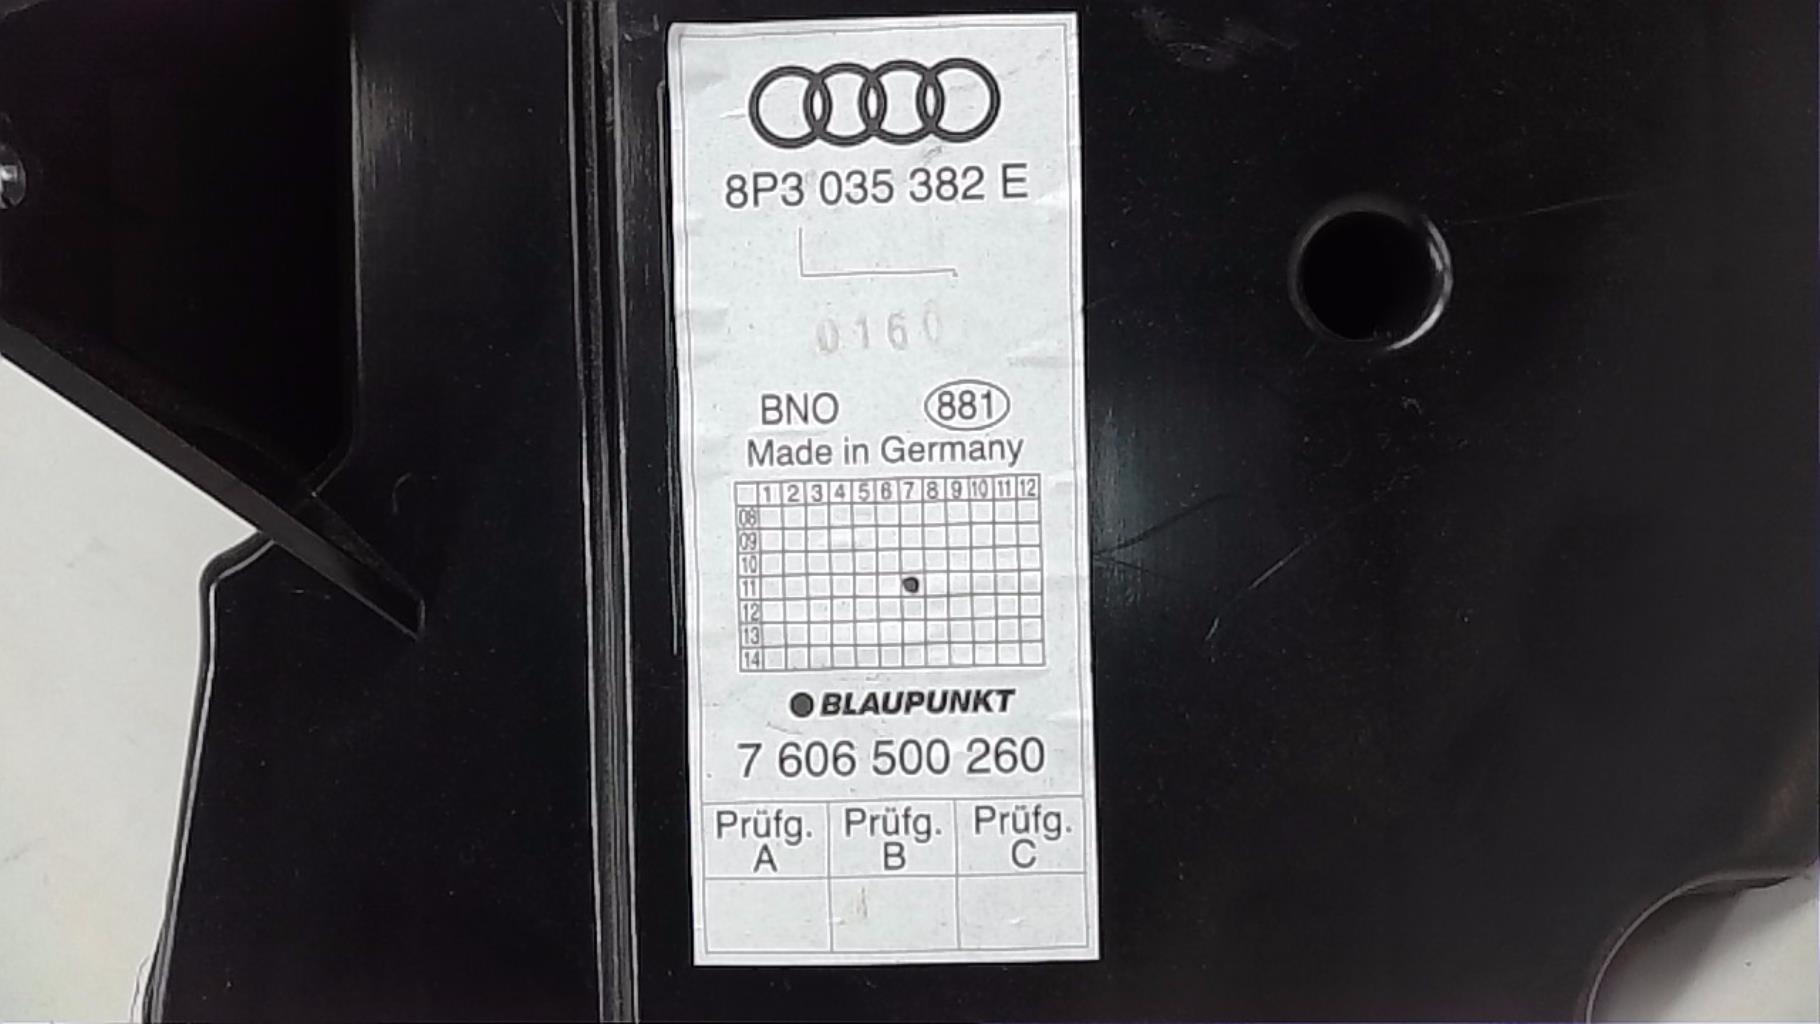 8P3 035 382 E
0160
BNO 881
Made in Germany
1 2 3 4 5 6 7 8 9 10 11 12
08
09
10
11
12
13
14
BLAUPUNKT
7 606 500 260
Prüfg. Prüfg. Prüfg.
A B C